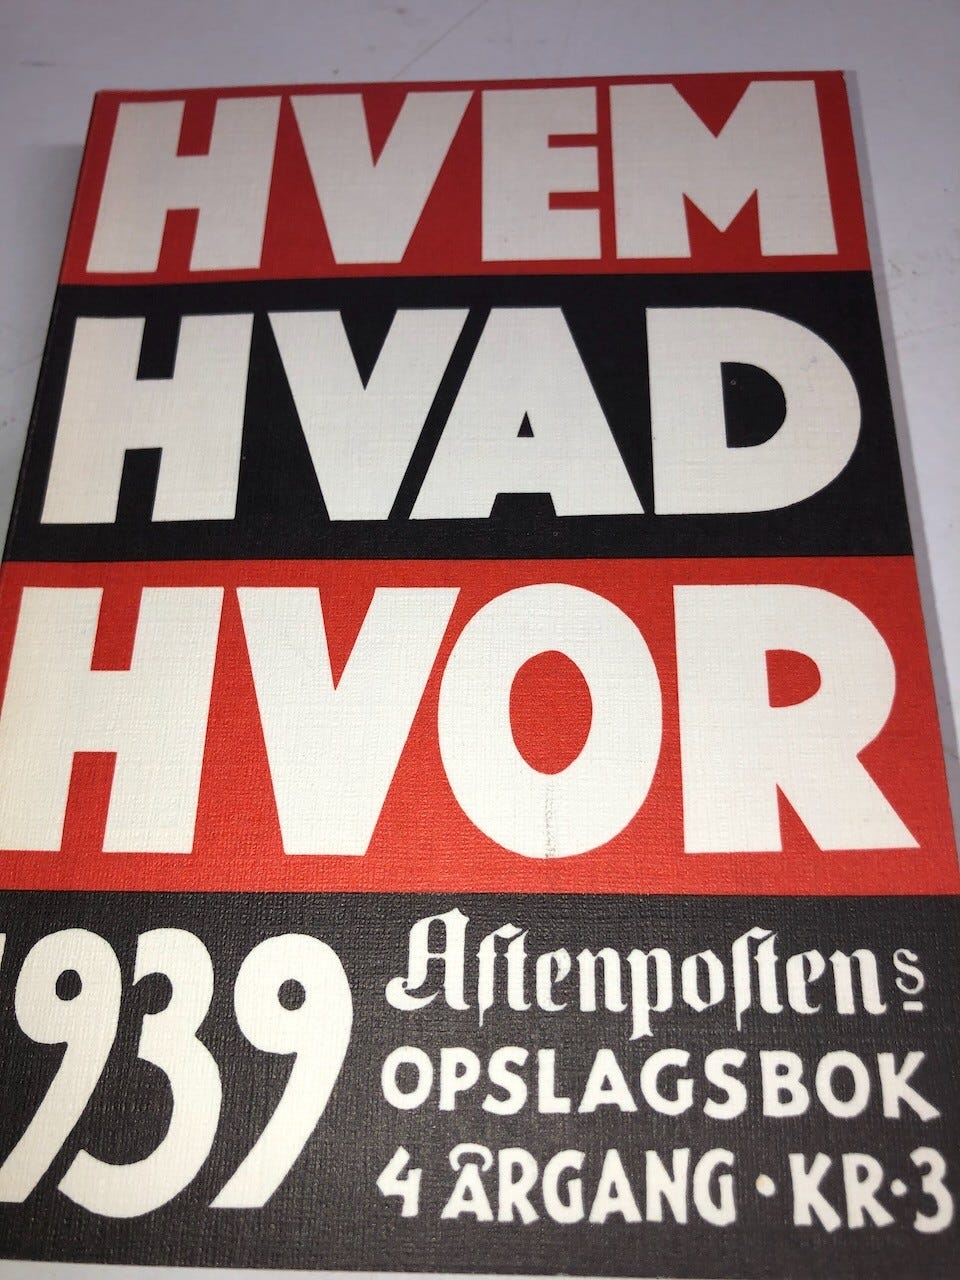 HVEM
HVAD
HVOR
1939
Aftenpostens
OPSLAGSBOK
4 ÅRGANG · KR·3